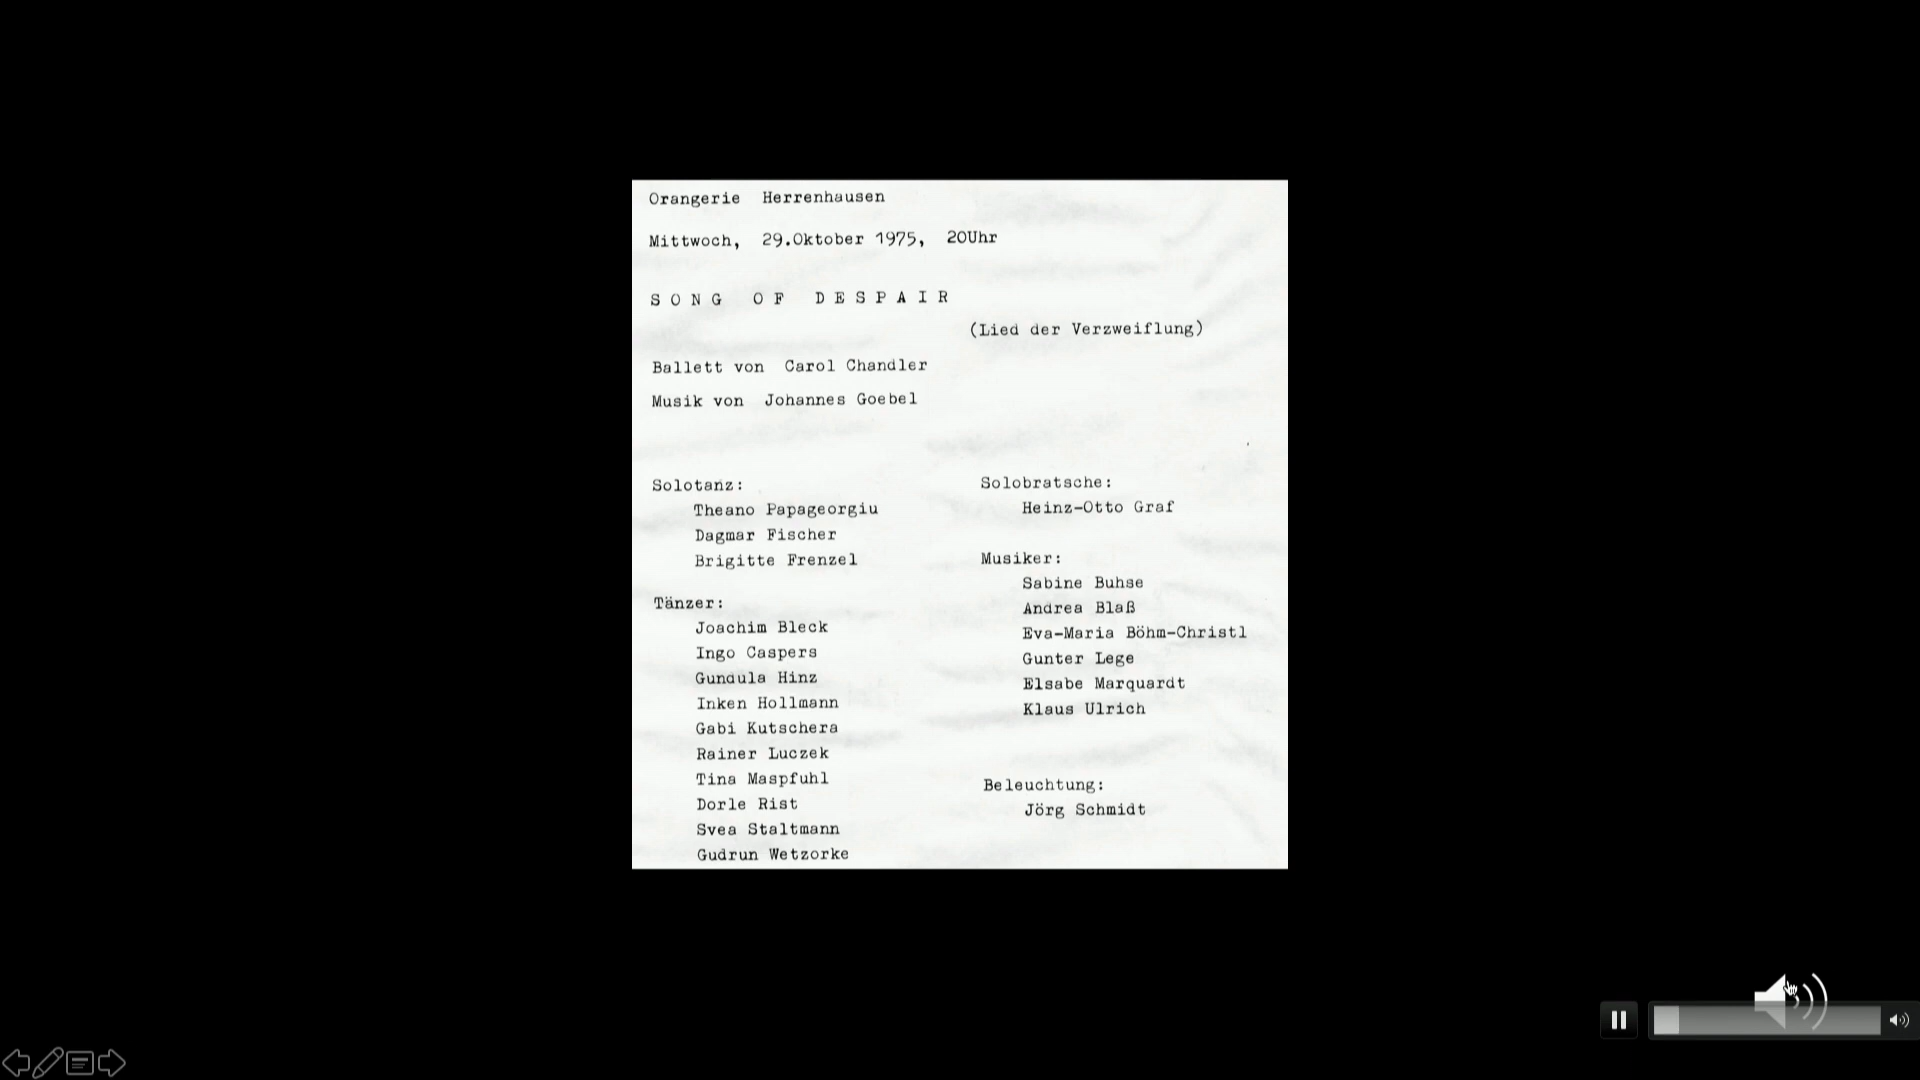 Orangerie Herrenhausen
Mittwoch, 29.Oktober 1975, 20Uhr
SONG OF DESPAIR
(Lied der Verzweiflung)
Ballett von Carol Chandler
Musik von Johannes Goebel
Solotanz:
Theano Papageorgiu
Dagmar Fischer
Brigitte Frenzel
Tänzer:
Joachim Bleck
Ingo Caspers
Gundula Hinz
Inken Hollmann
Gabi Kutschera
Rainer Luczek
Tina Maspfuhl
Dorle Rist
Svea Staltmann
Gudrun Wetzorke
Solobratsche:
Heinz-Otto Graf
Musiker:
Sabine Buhse
Andrea Blaß
Eva-Maria Böhm-Christl
Gunter Lege
Elsabe Marquardt
Klaus Ulrich
Beleuchtung:
Jörg Schmidt